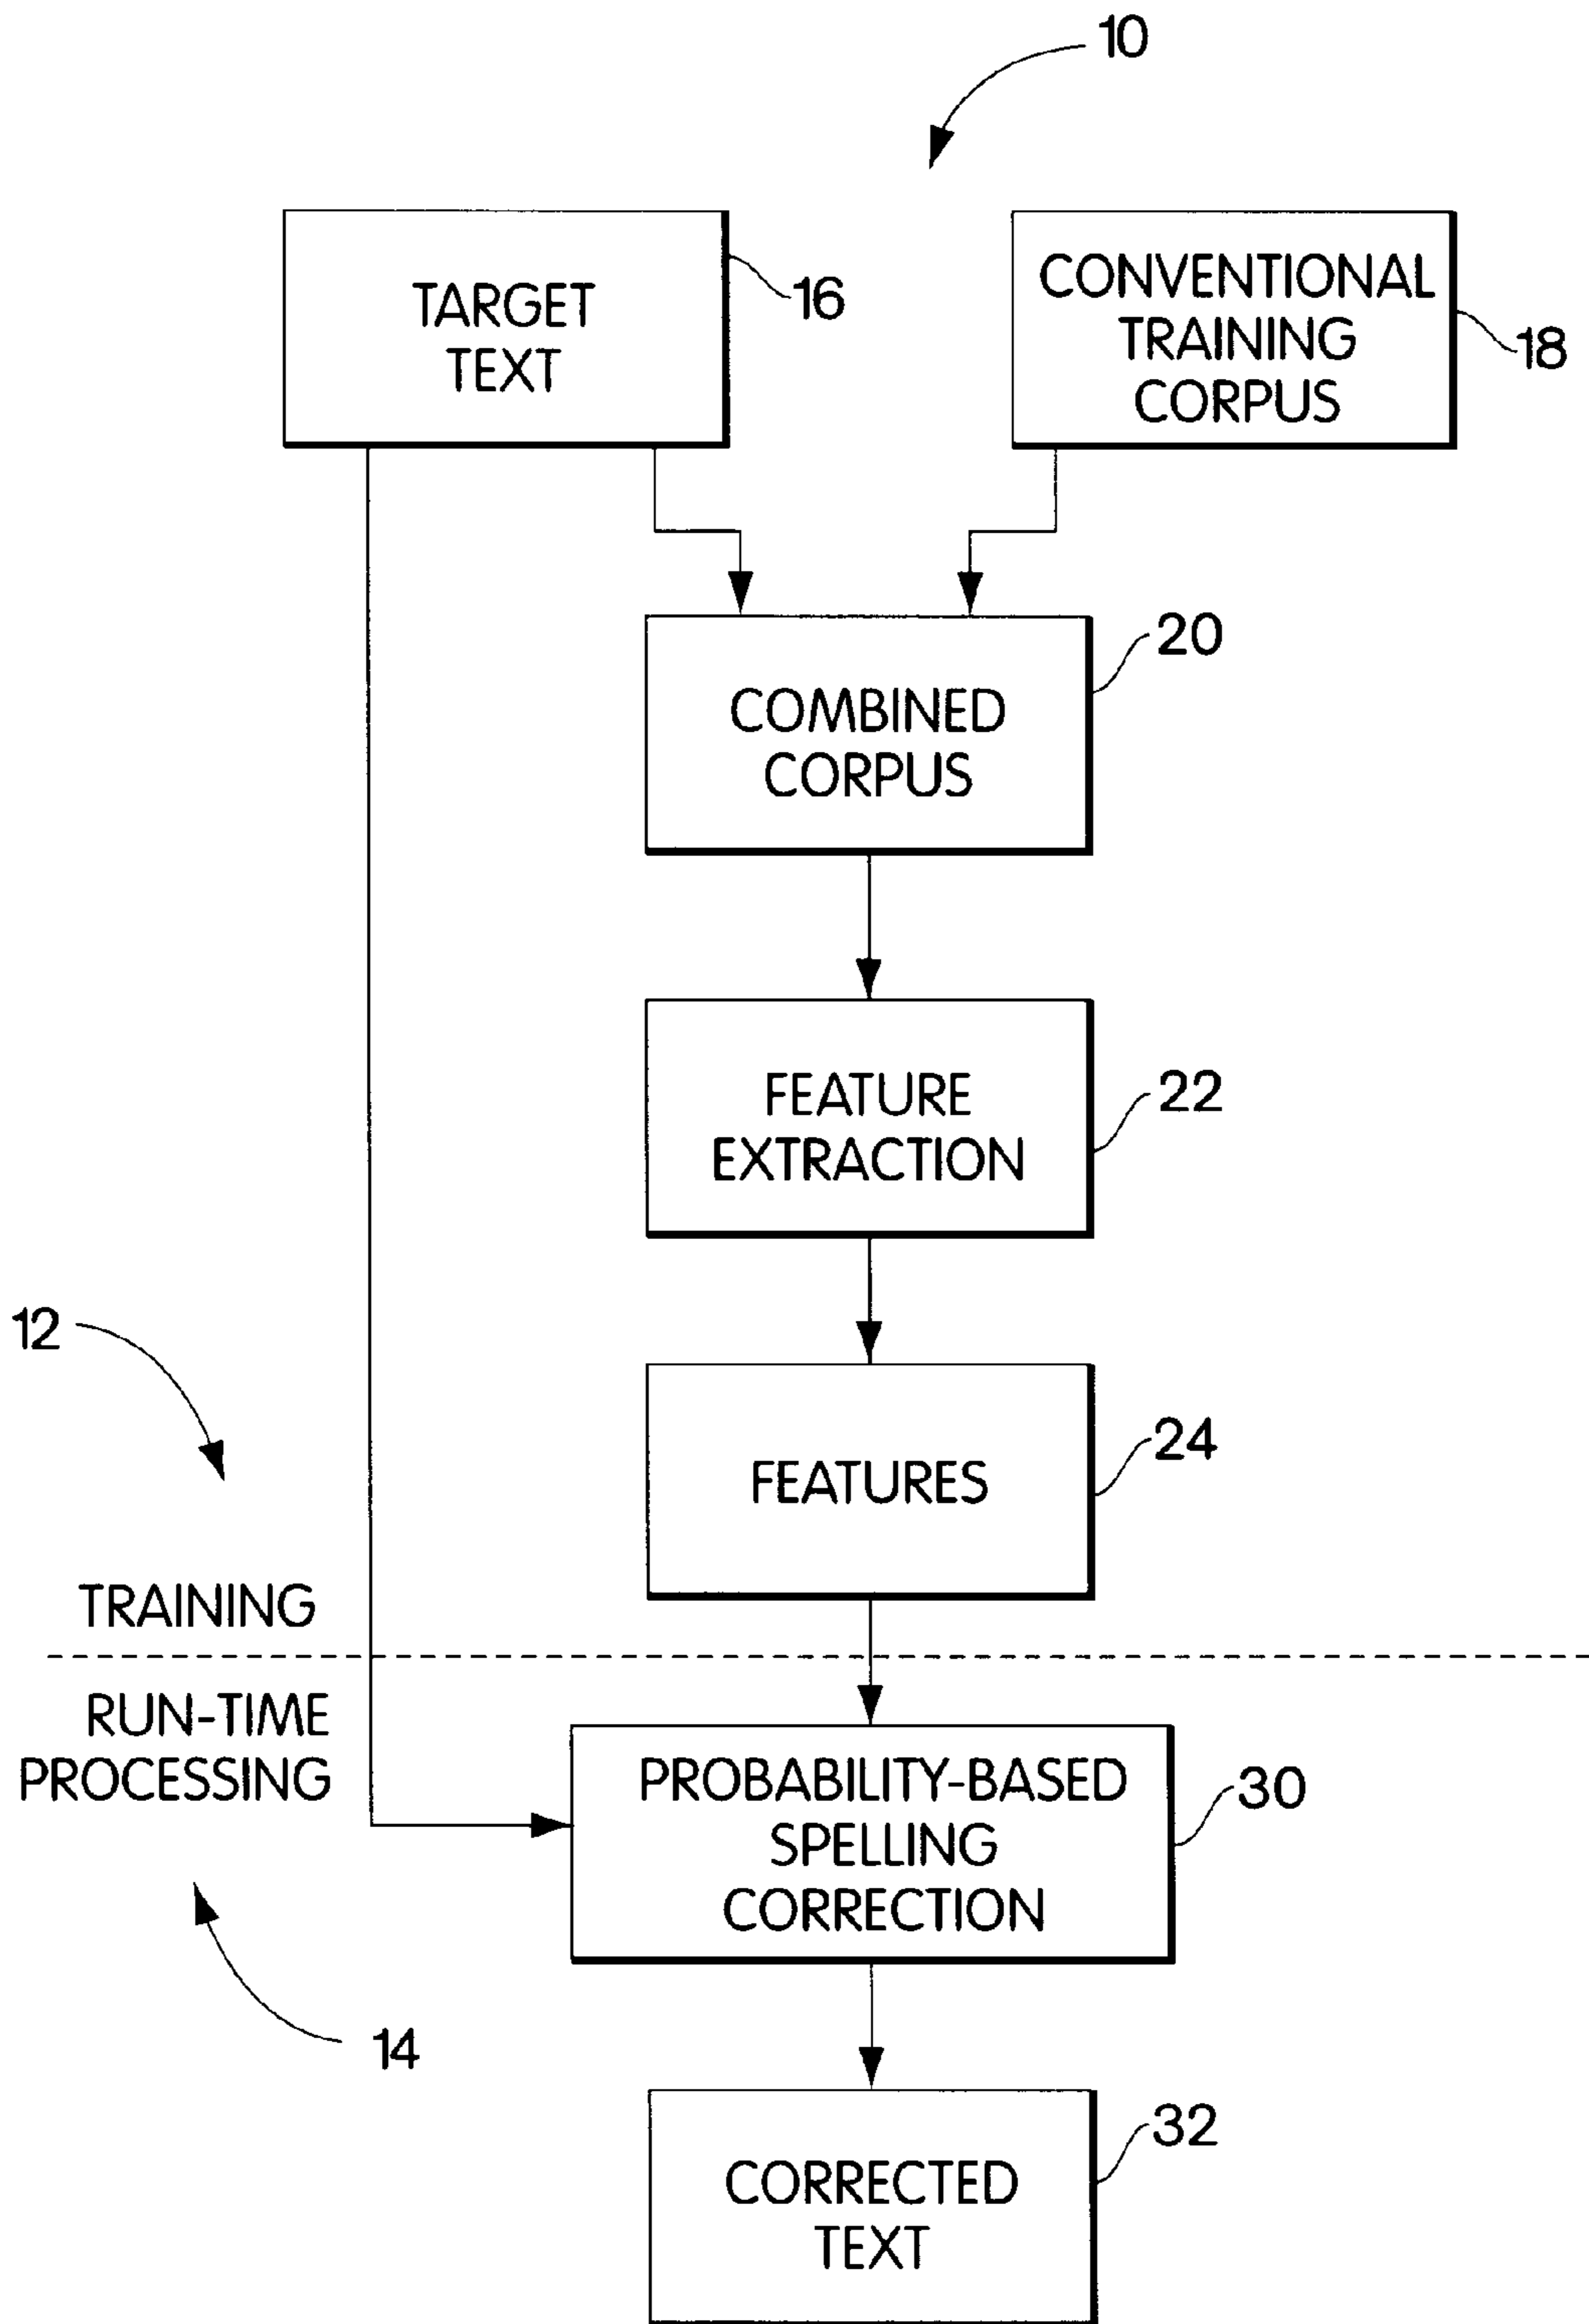 10
TARGET
TEXT
16
CONVENTIONAL
TRAINING
CORPUS
18
COMBINED
CORPUS
20
FEATURE
EXTRACTION
22
12
FEATURES
24
TRAINING
RUN-TIME
PROCESSING
PROBABILITY-BASED
SPELLING
CORRECTION
30
14
CORRECTED
TEXT
32